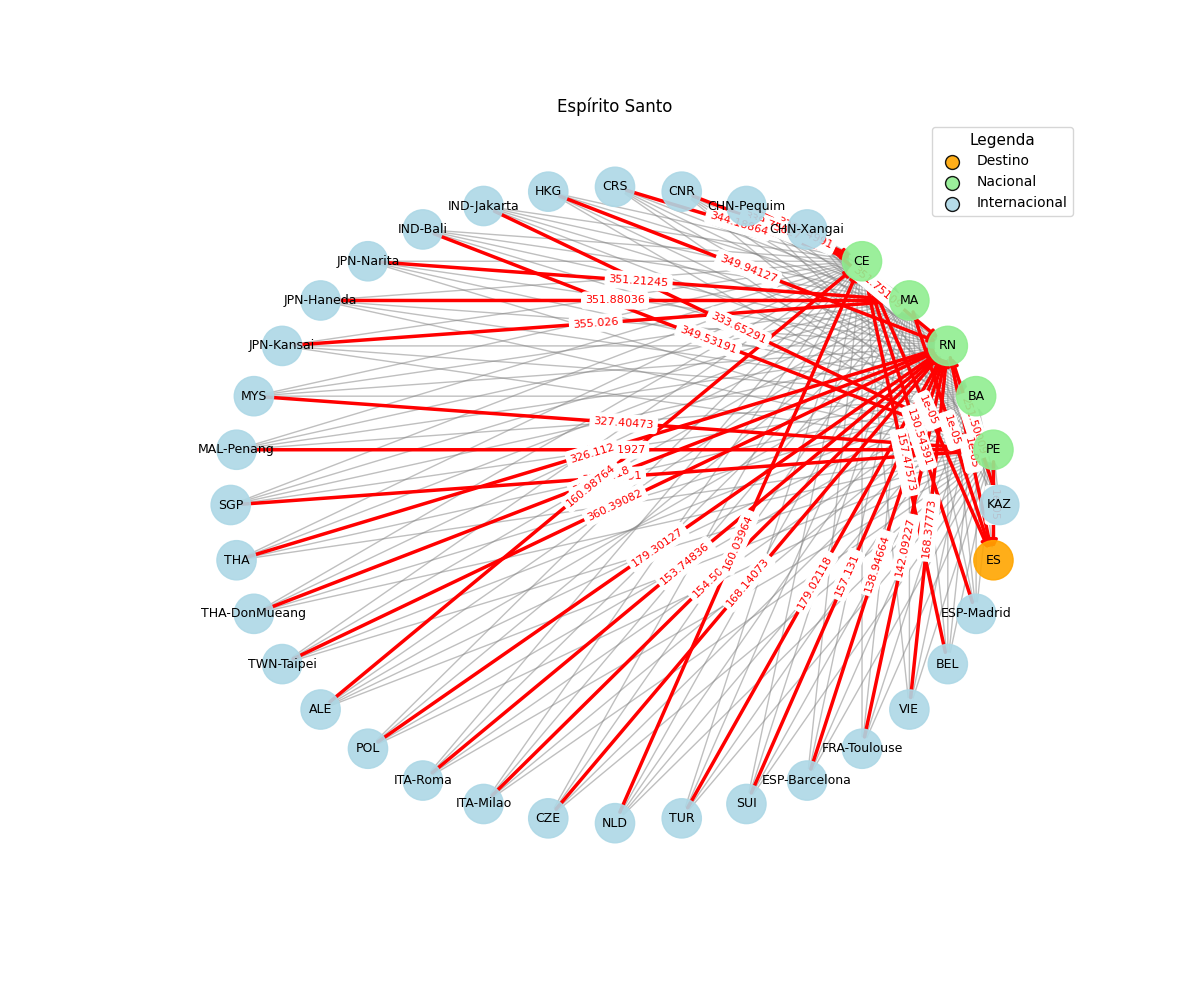 Espírito Santo
Legenda
Destino
Nacional
Internacional
CRS
HKG
CNR
IND-Jakarta
CHN-Pequim
IND-Bali
CHN-Xangai
JPN-Narita
CE
JPN-Haneda
MA
JPN-Kansai
RN
MYS
BA
MAL-Penang
PE
SGP
KAZ
THA
ES
THA-DonMueang
ESP-Madrid
TWN-Taipei
BEL
ALE
VIE
POL
FRA-Toulouse
ITA-Roma
ESP-Barcelona
ITA-Milao
SUI
CZE
TUR
NLD
349.94127
351.21245
351.88036
355.026
333.65291
349.53191
327.40473
326.112
1927
160.98764
360.39082
179.30127
153.74836
154.50
160.03964
168.14073
179.02118
157.131
138.94664
142.09227
168.37773
157.47573
130.54391
1e-05
1e-05
1e-05